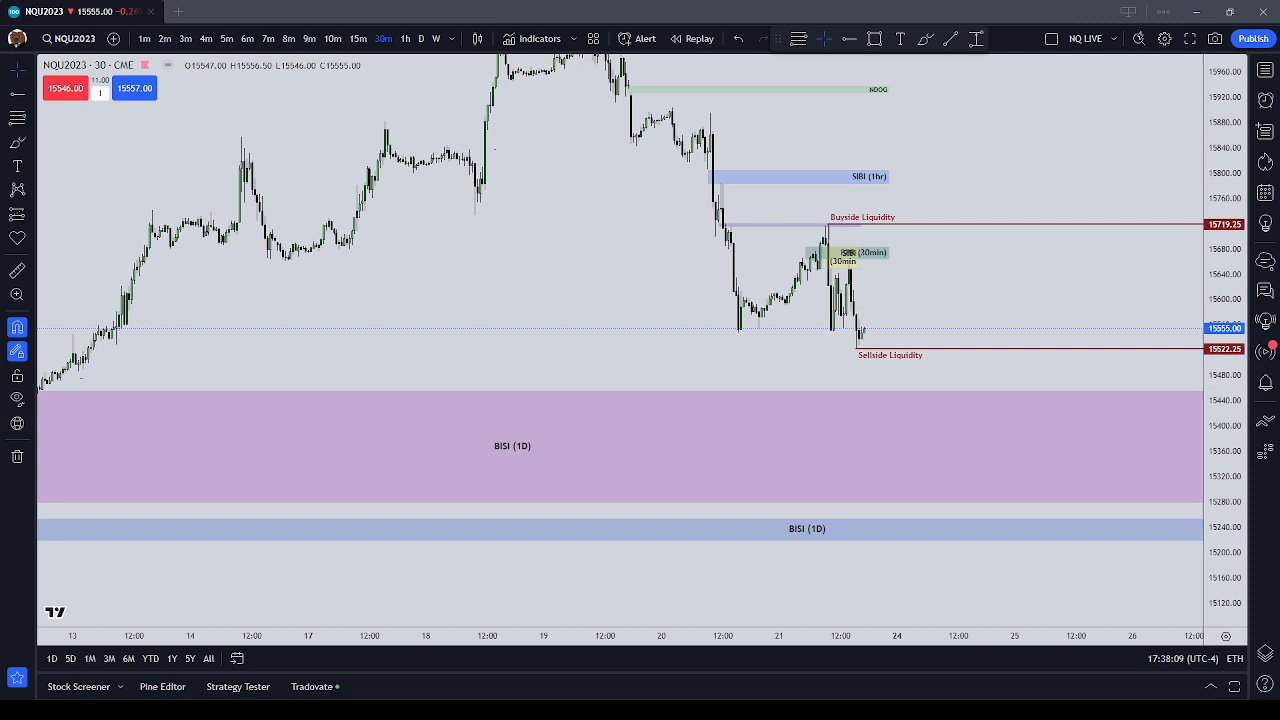 NQU2023 ▼ 15555.00 −0.26
NQU2023 1m 2m 3m 4m 5m 6m 7m 8m 9m 10m 15m 30m 1h D W Indicators Alert Replay NQ LIVE Publish
NQU2023 · 30 · CME O15547.00 H15556.50 L15546.00 C15555.00
15546.00 11.00 1 15557.00
NDOG
SIBI (1hr)
Buyside Liquidity
(30min)
(30min
Sellside Liquidity
BISI (1D)
BISI (1D)
15960.00
15920.00
15880.00
15840.00
15800.00
15760.00
15719.25
15680.00
15640.00
15600.00
15555.00
15522.25
15480.00
15440.00
15400.00
15360.00
15320.00
15280.00
15240.00
15200.00
15160.00
15120.00
13 12:00 14 12:00 17 12:00 18 12:00 19 12:00 20 12:00 21 12:00 24 12:00 25 12:00 26 12:00
1D 5D 1M 3M 6M YTD 1Y 5Y All 17:38:09 (UTC-4) ETH
Stock Screener Pine Editor Strategy Tester Tradovate